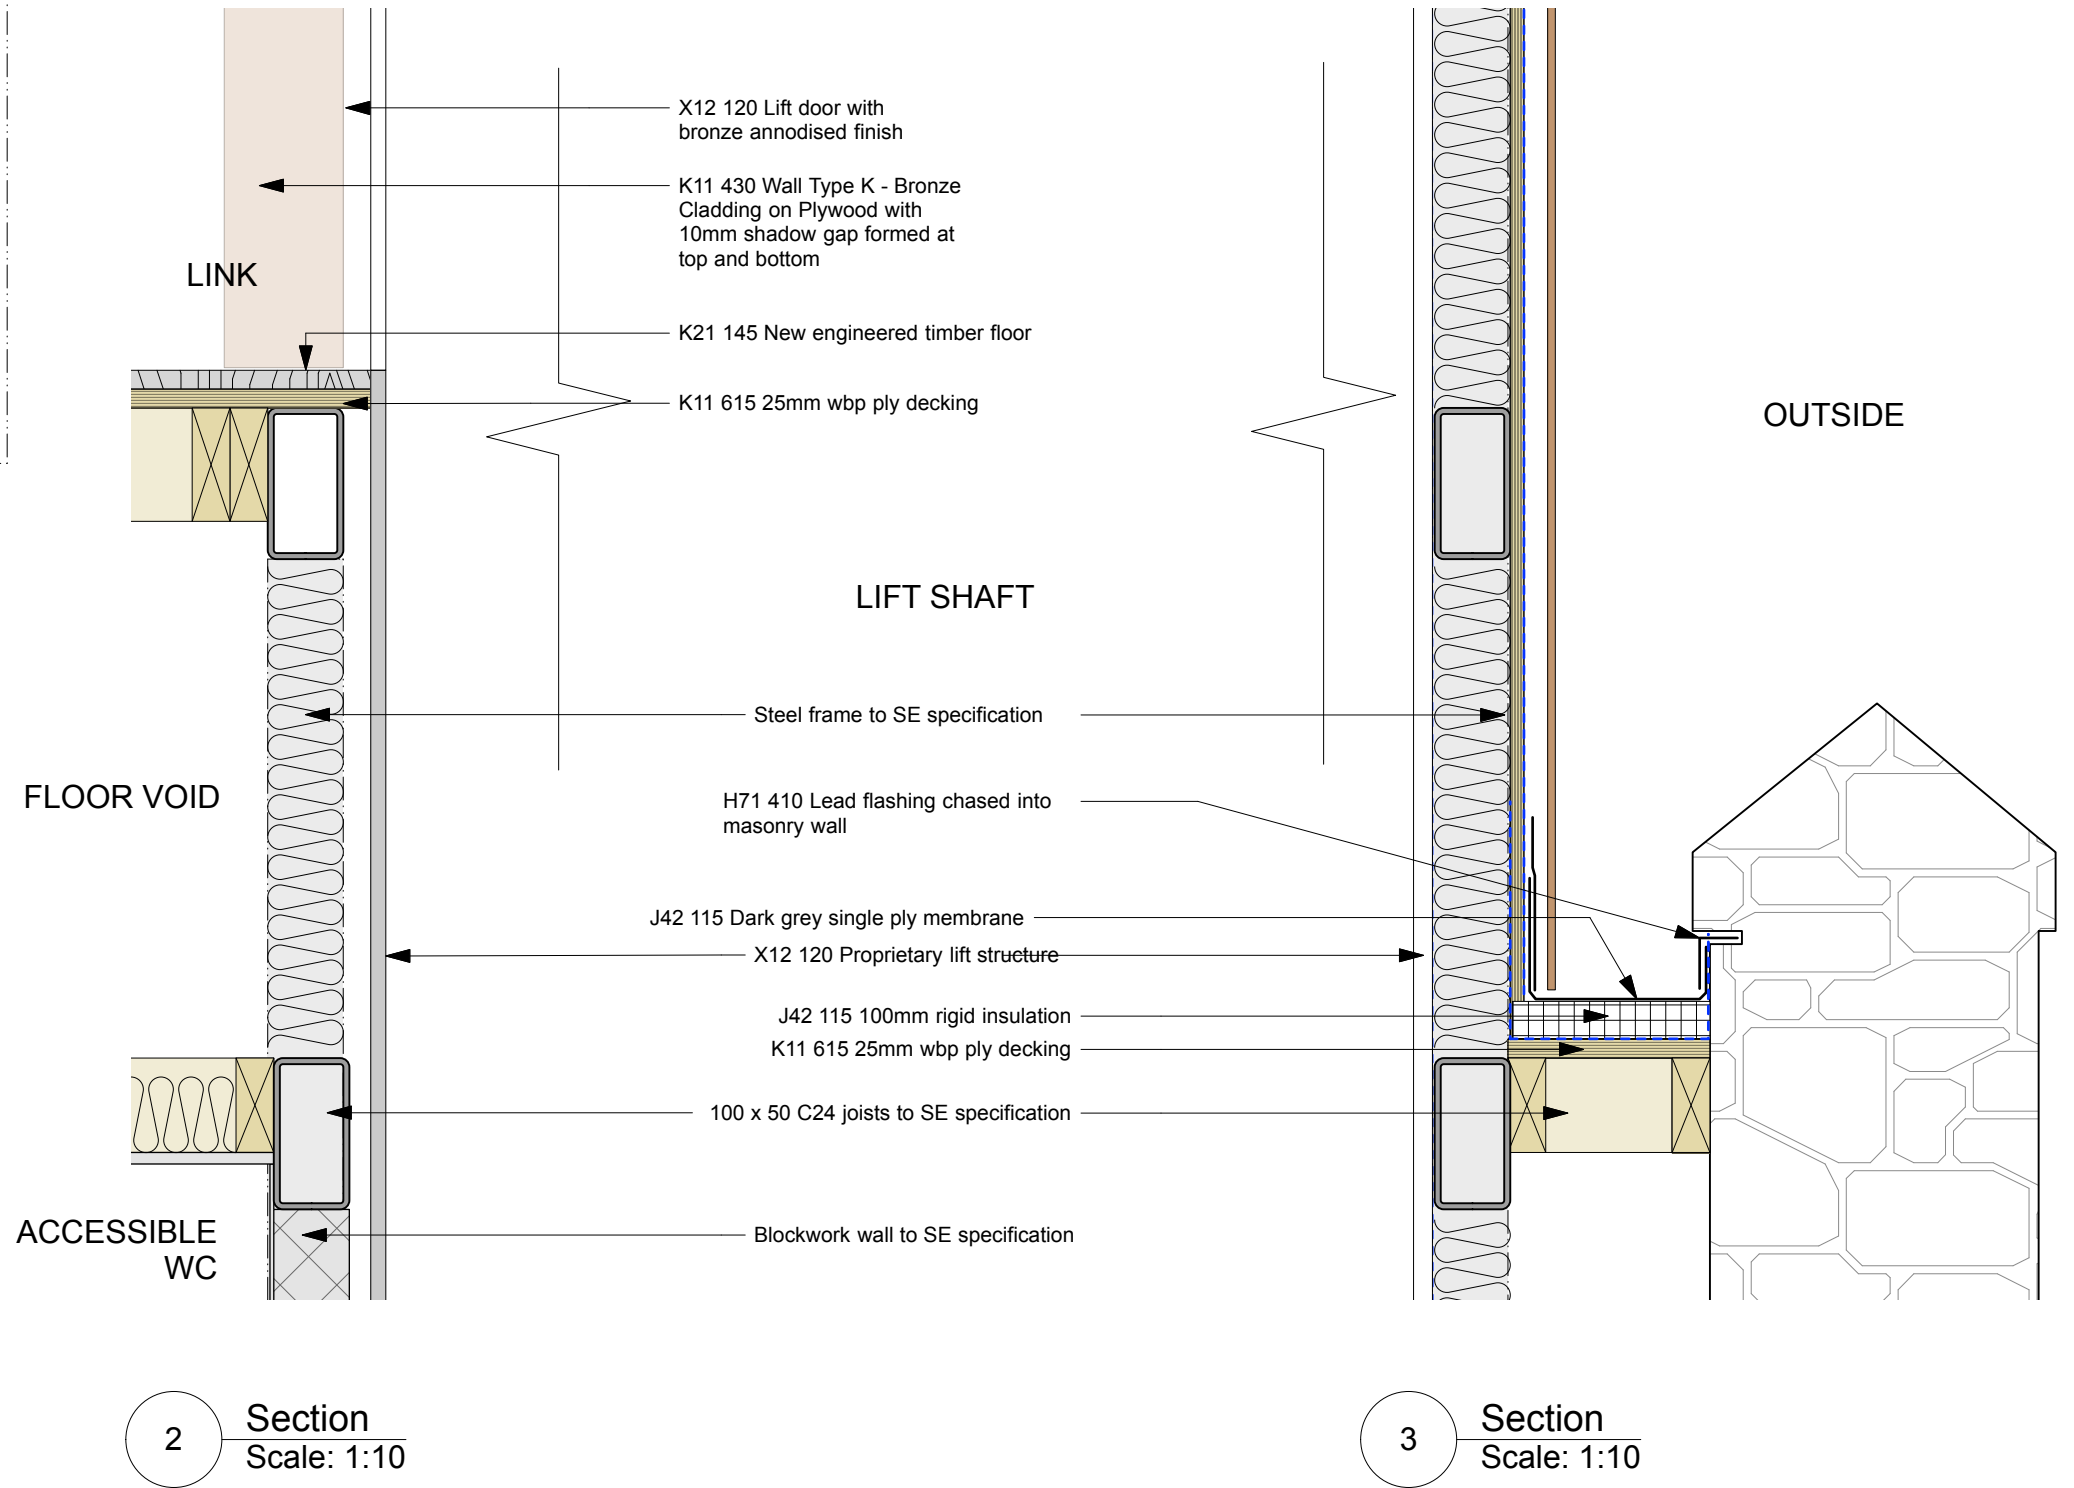 X12 120 Lift door with
bronze annodised finish
K11 430 Wall Type K - Bronze
Cladding on Plywood with
10mm shadow gap formed at
top and bottom
LINK
K21 145 New engineered timber floor
K11 615 25mm wbp ply decking
OUTSIDE
LIFT SHAFT
Steel frame to SE specification
FLOOR VOID
H71 410 Lead flashing chased into
masonry wall
J42 115 Dark grey single ply membrane
X12 120 Proprietary lift structure
J42 115 100mm rigid insulation
K11 615 25mm wbp ply decking
100 x 50 C24 joists to SE specification
ACCESSIBLE
WC
Blockwork wall to SE specification
2
Section
Scale: 1:10
3
Section
Scale: 1:10